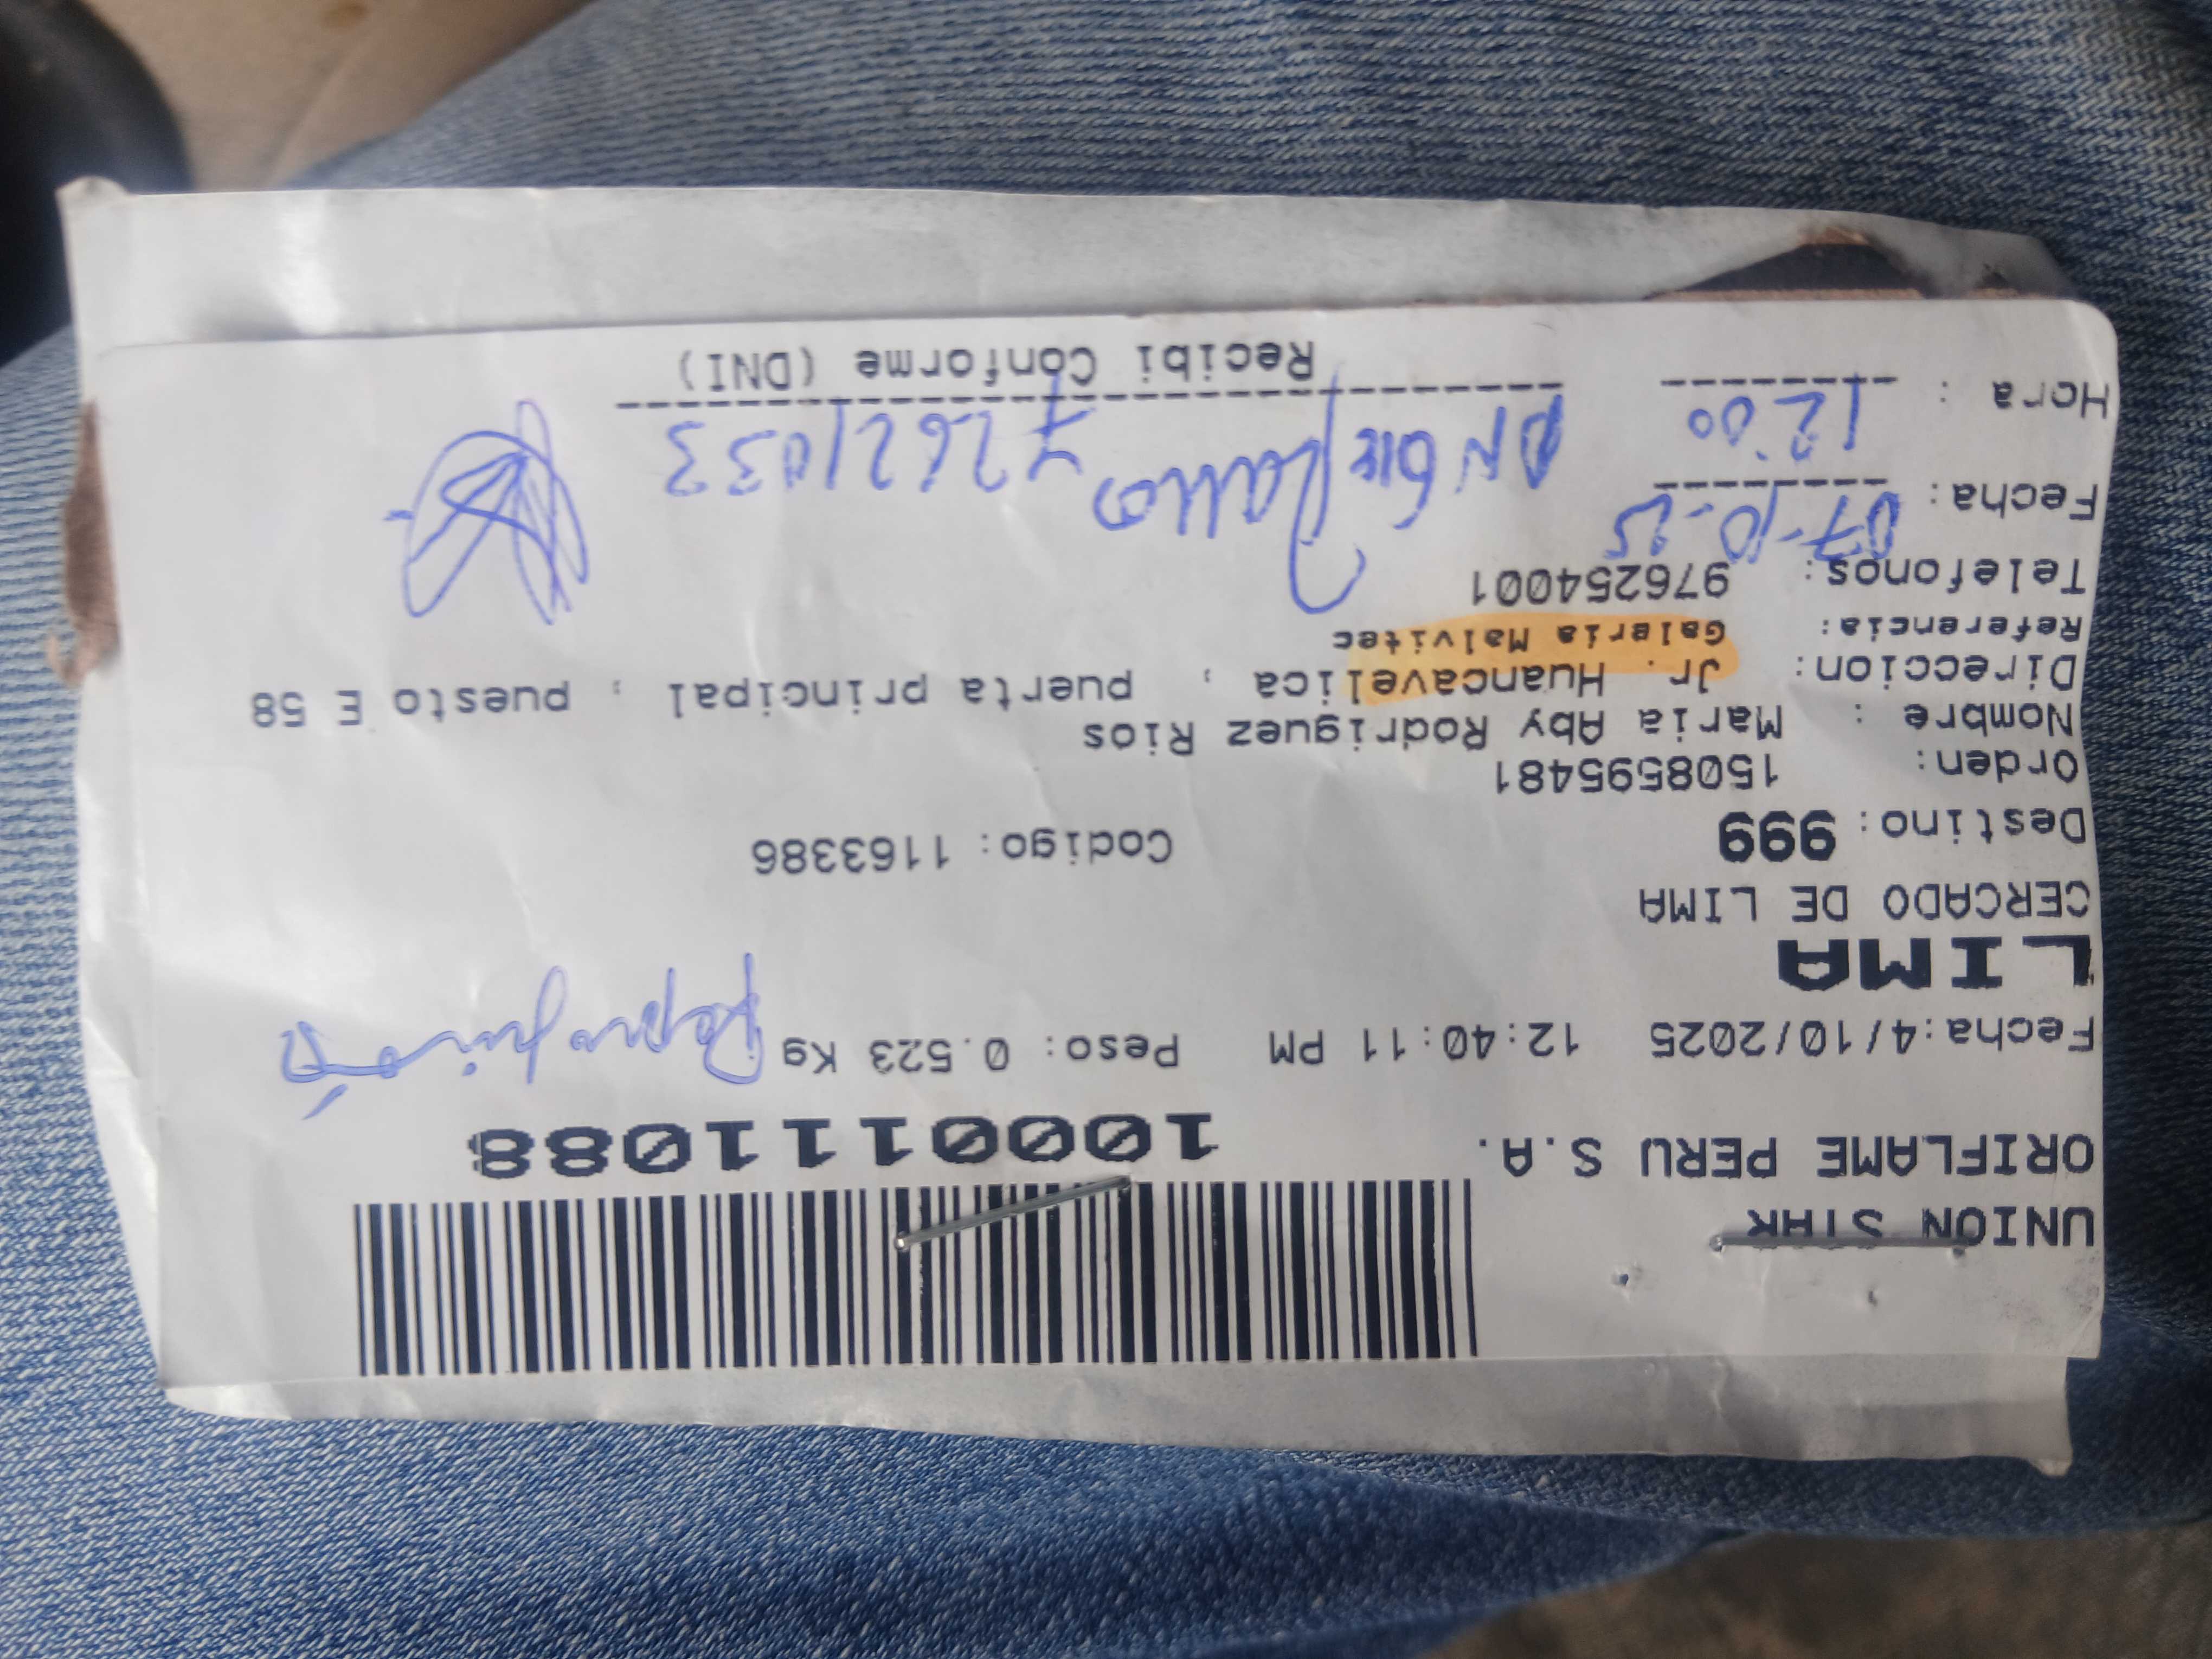 UNION STAR
ORIFLAME PERU S.A.
1000111088
Fecha:4/10/2025 12:40:11 PM Peso: 0.523 Kg
LIMA
CERCADO DE LIMA
Destino: 999 Codigo: 1163386
Orden: 1508595481
Nombre : Maria Aby Rodriguez Rios
Direccion: Jr. Huancavelica , puerta principal , puesto E 58
Referencia: Galeria Malvitec
Telefonos: 976254001
Fecha: 07-10-25
Hora : 12:00 72621033
Recibi Conforme (DNI)